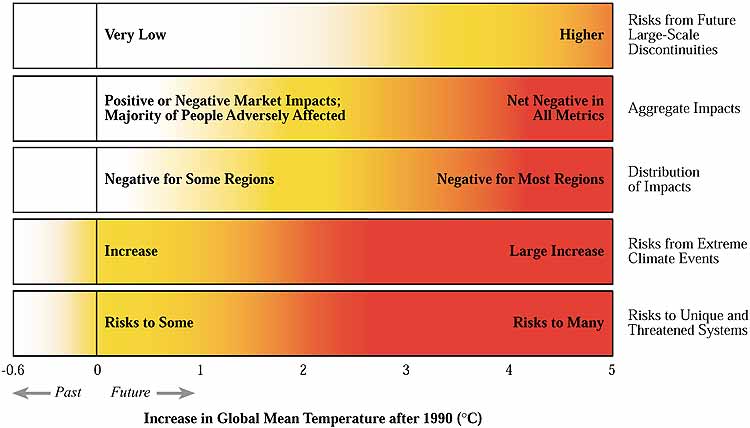 Very Low
Higher
Risks from Future
Large-Scale
Discontinuities
Positive or Negative Market Impacts;
Majority of People Adversely Affected
Net Negative in
All Metrics
Aggregate Impacts
Negative for Some Regions
Negative for Most Regions
Distribution
of Impacts
Increase
Large Increase
Risks from Extreme
Climate Events
Risks to Some
Risks to Many
Risks to Unique and
Threatened Systems
-0.6 0 1 2 3 4 5
Past Future
Increase in Global Mean Temperature after 1990 (°C)